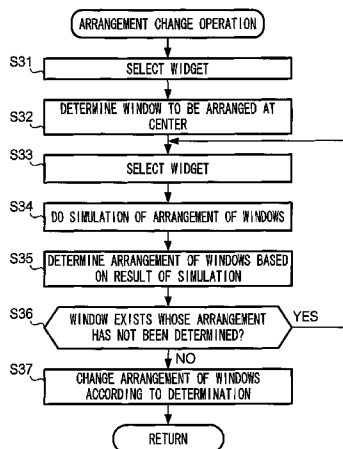 ARRANGEMENT CHANGE OPERATION
S31
SELECT WIDGET
S32
DETERMINE WINDOW TO BE ARRANGED AT
CENTER
S33
SELECT WIDGET
S34
DO SIMULATION OF ARRANGEMENT OF WINDOWS
S35
DETERMINE ARRANGEMENT OF WINDOWS BASED
ON RESULT OF SIMULATION
S36
WINDOW EXISTS WHOSE ARRANGEMENT
HAS NOT BEEN DETERMINED?
YES
NO
S37
CHANGE ARRANGEMENT OF WINDOWS
ACCORDING TO DETERMINATION
RETURN